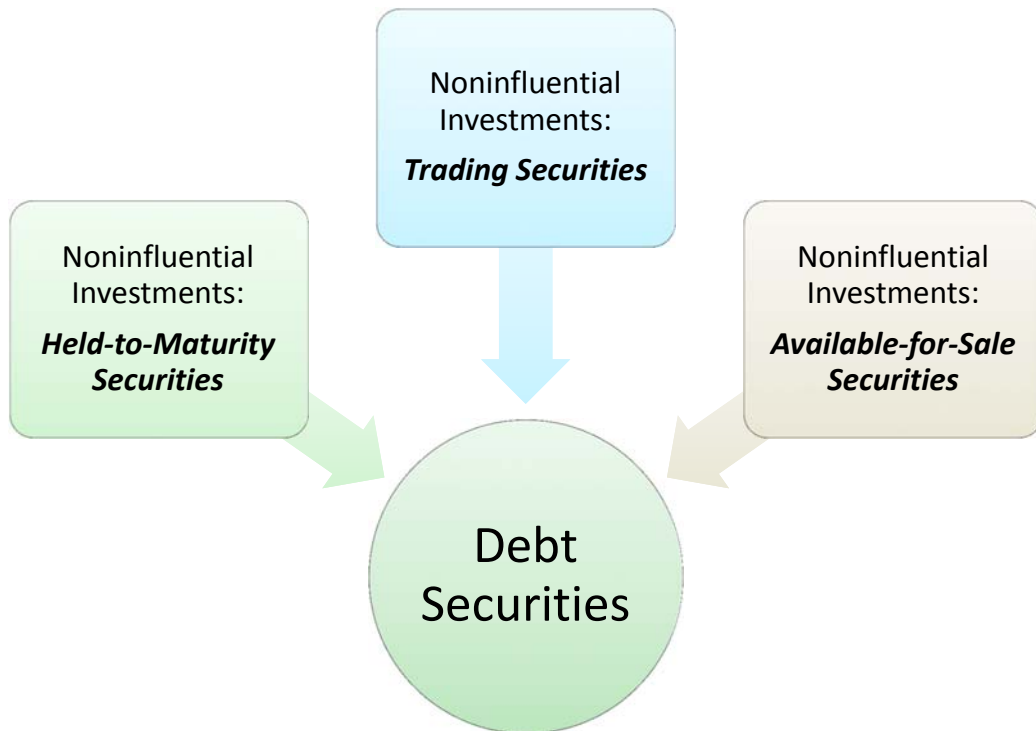 Noninfluential
Investments:
Trading Securities
Noninfluential
Investments:
Held-to-Maturity
Securities
Noninfluential
Investments:
Available-for-Sale
Securities
Debt
Securities